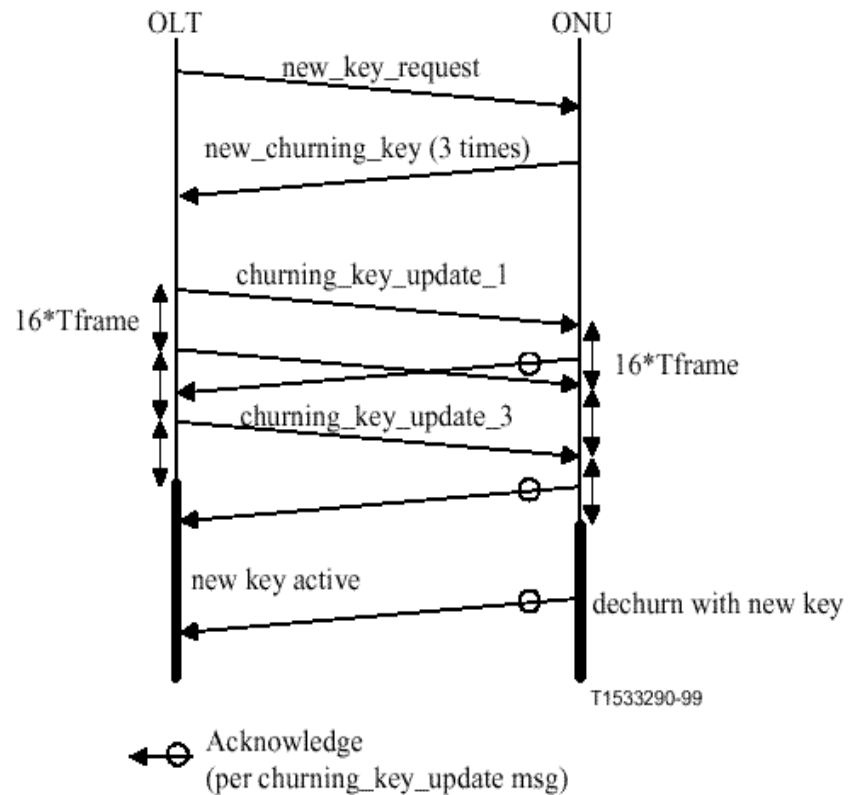 OLT
ONU
new_key_request
new_churning_key (3 times)
churning_key_update_1
16*Tframe
16*Tframe
churning_key_update_3
new key active
dechurn with new key
T1533290-99
Acknowledge
(per churning_key_update msg)